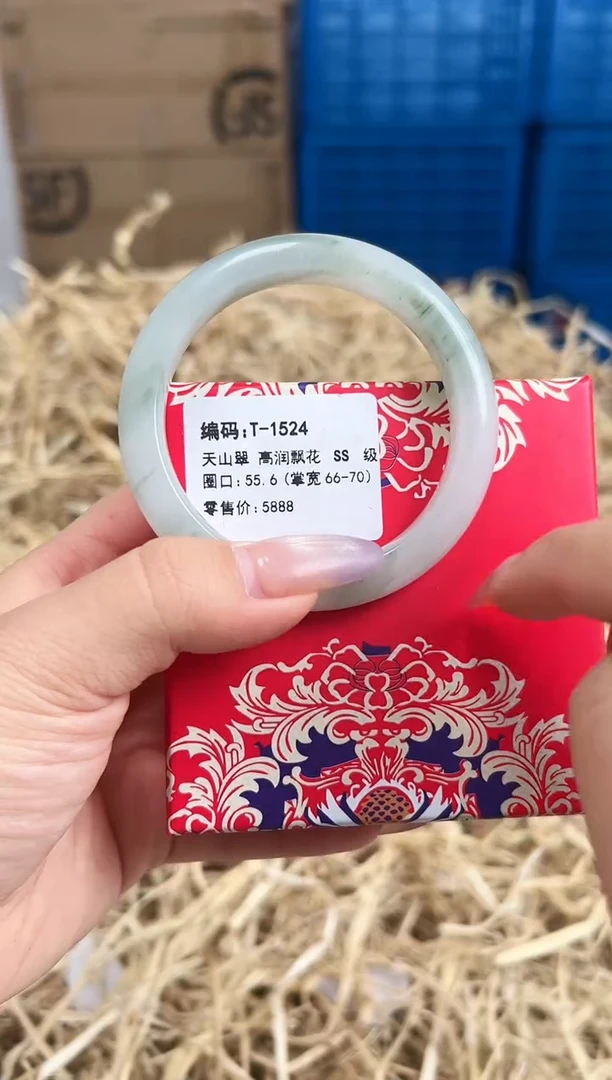 编码:T-1524
天山翠 高润飘花 SS 级
圈口:55.6(掌宽66-70)
零售价:5888